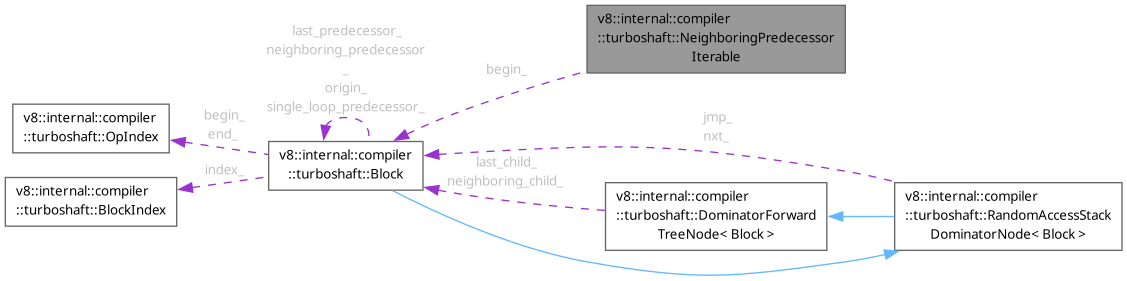 v8::internal::compiler
::turboshaft::NeighboringPredecessor
Iterable
last_predecessor_
neighboring_predecessor
_
origin_
single_loop_predecessor_
begin_
v8::internal::compiler
::turboshaft::OpIndex
begin_
end_
jmp_
nxt_
v8::internal::compiler
::turboshaft::Block
last_child_
neighboring_child_
index_
v8::internal::compiler
::turboshaft::BlockIndex
v8::internal::compiler
::turboshaft::DominatorForward
TreeNode< Block >
v8::internal::compiler
::turboshaft::RandomAccessStack
DominatorNode< Block >